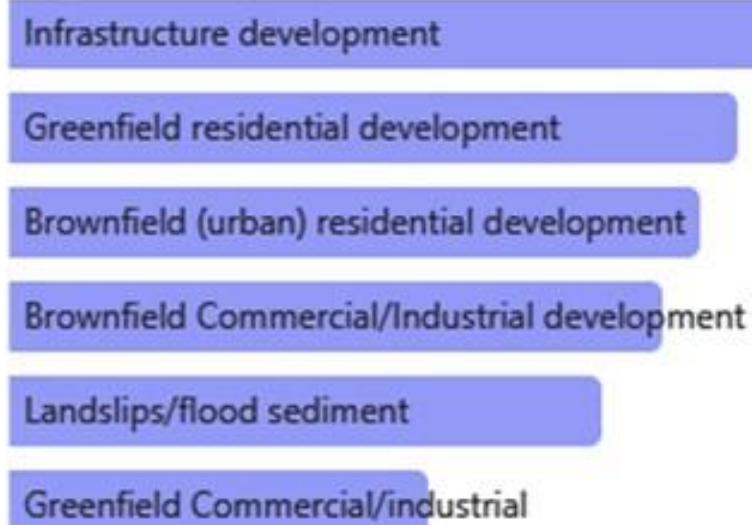 Infrastructure development
Greenfield residential development
Brownfield (urban) residential development
Brownfield Commercial/Industrial development
Landslips/flood sediment
Greenfield Commercial/industrial